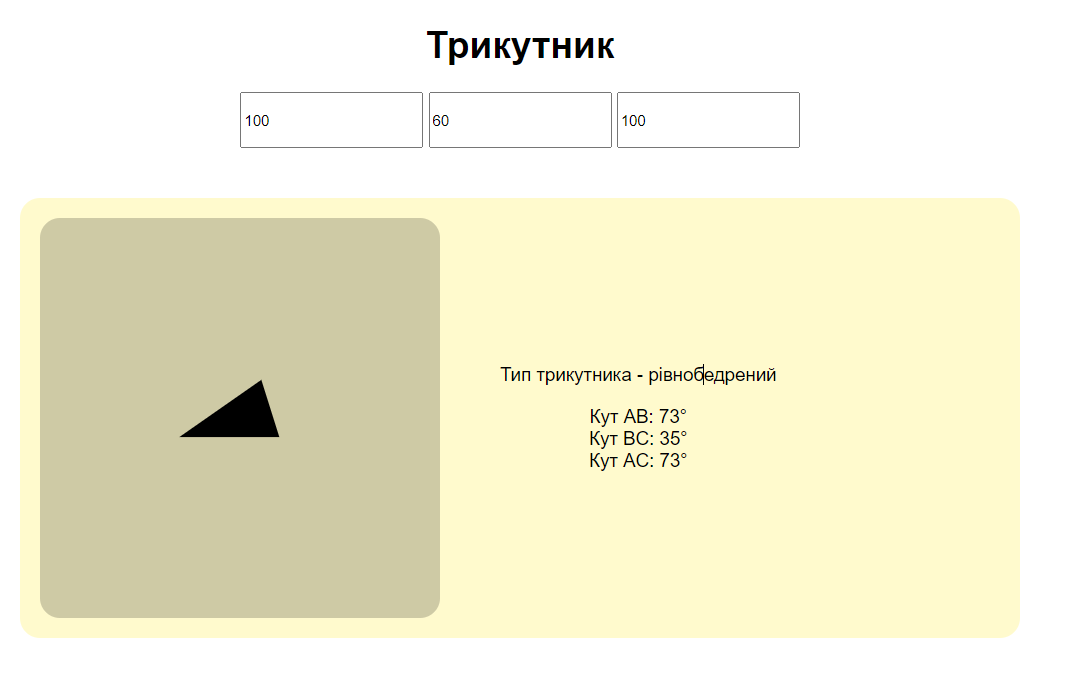 Трикутник
100 60 100
Тип трикутника - рівнобедрений
Кут AB: 73°
Кут BC: 35°
Кут AC: 73°